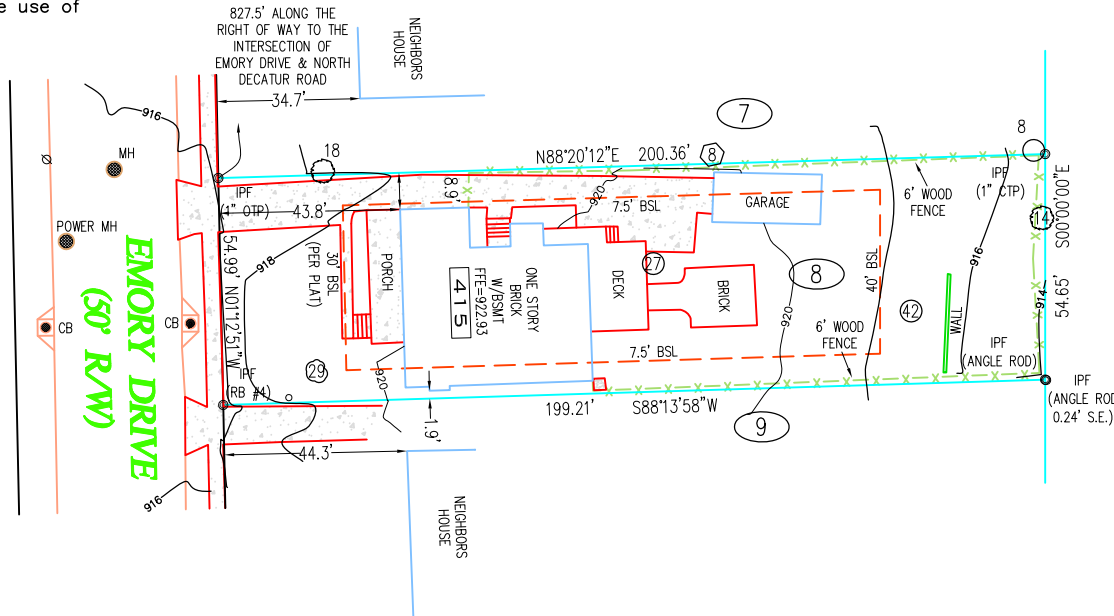 e use of
827.5' ALONG THE
RIGHT OF WAY TO THE
INTERSECTION OF
EMORY DRIVE & NORTH
DECATUR ROAD
34.7'
NEIGHBORS
HOUSE
916
MH
POWER MH
CB
CB
EMORY DRIVE
(50' R/W)
18
IPF
(1" OTP)
43.8'
8.9'
N88°20'12"E 200.36'
7
8
8
920
7.5' BSL
GARAGE
6' WOOD
FENCE
IPF
(1" CTP)
S00°00'00"E
54.65'
14
54.99' N01°12'51"W
918
30' BSL
(PER PLAT)
PORCH
ONE STORY
BRICK
W/BSMT
FFE=922.93
415
DECK
27
BRICK
8
920
40' BSL
42
916
914
WALL
6' WOOD
FENCE
7.5' BSL
IPF
(ANGLE ROD)
29
920
IPF
(RB #4)
1.9'
199.21'
S88°13'58"W
9
IPF
(ANGLE ROD
0.24' S.E.)
44.3'
916
NEIGHBORS
HOUSE